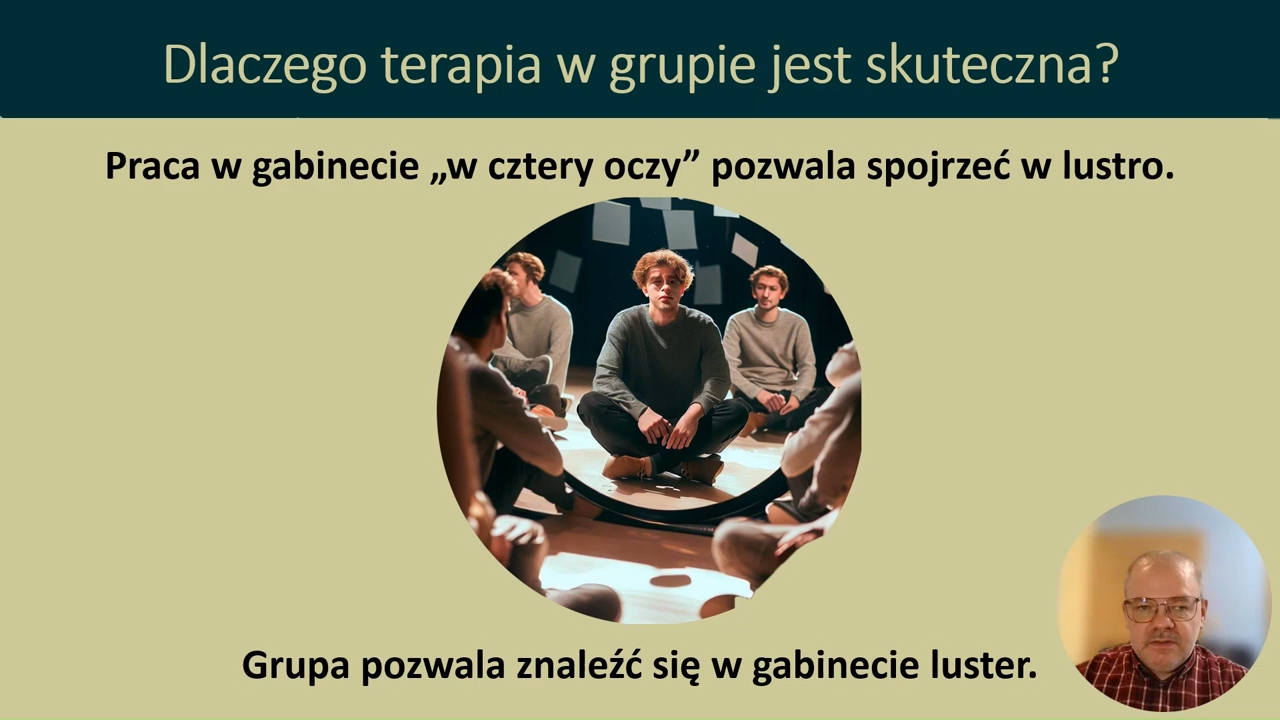 Dlaczego terapia w grupie jest skuteczna?
Praca w gabinecie „w cztery oczy” pozwala spojrzeć w lustro.
Grupa pozwala znaleźć się w gabinecie luster.